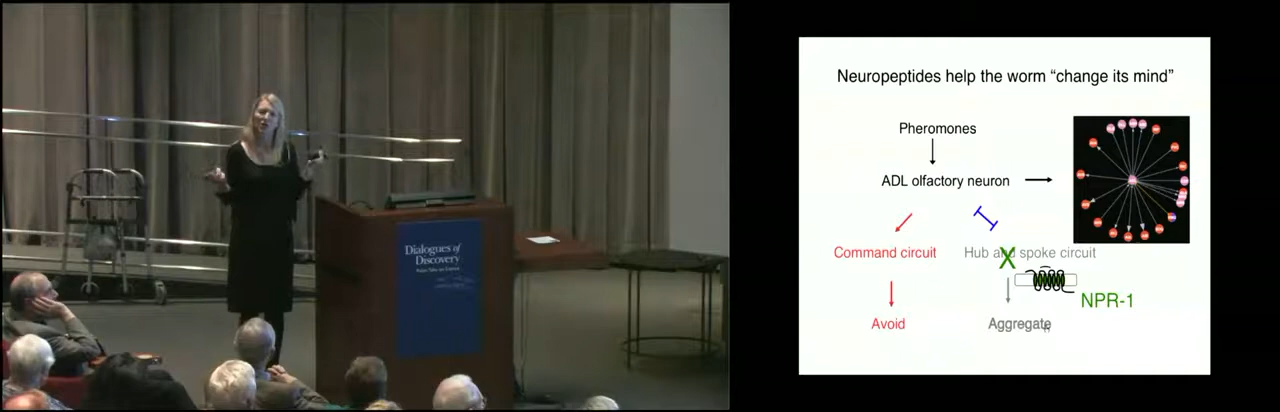 Neuropeptides help the worm “change its mind”
Pheromones
ADL olfactory neuron
Command circuit
Hub and spoke circuit
X
NPR-1
Avoid
Aggregate
Dialogues of
Discovery